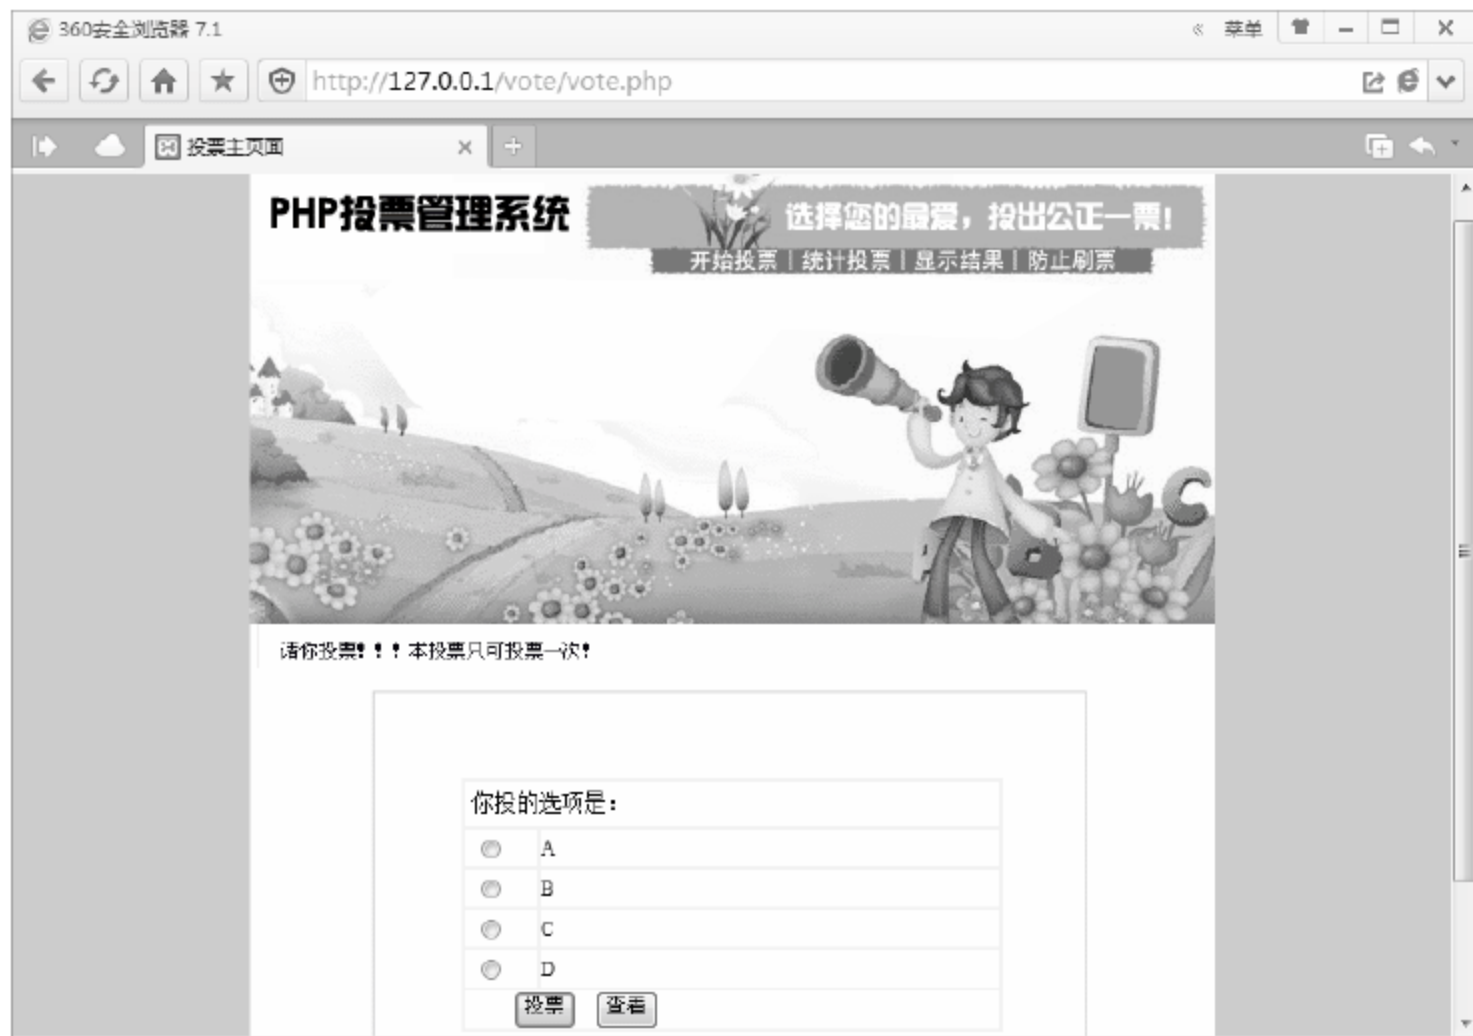 360安全浏览器 7.1
« 菜单
http://127.0.0.1/vote/vote.php
投票主页面
PHP投票管理系统
选择您的最爱，投出公正一票！
开始投票 | 统计投票 | 显示结果 | 防止刷票
C
请你投票！！！本投票只可投票一次！
你投的选项是：
A
B
C
D
投票 查看